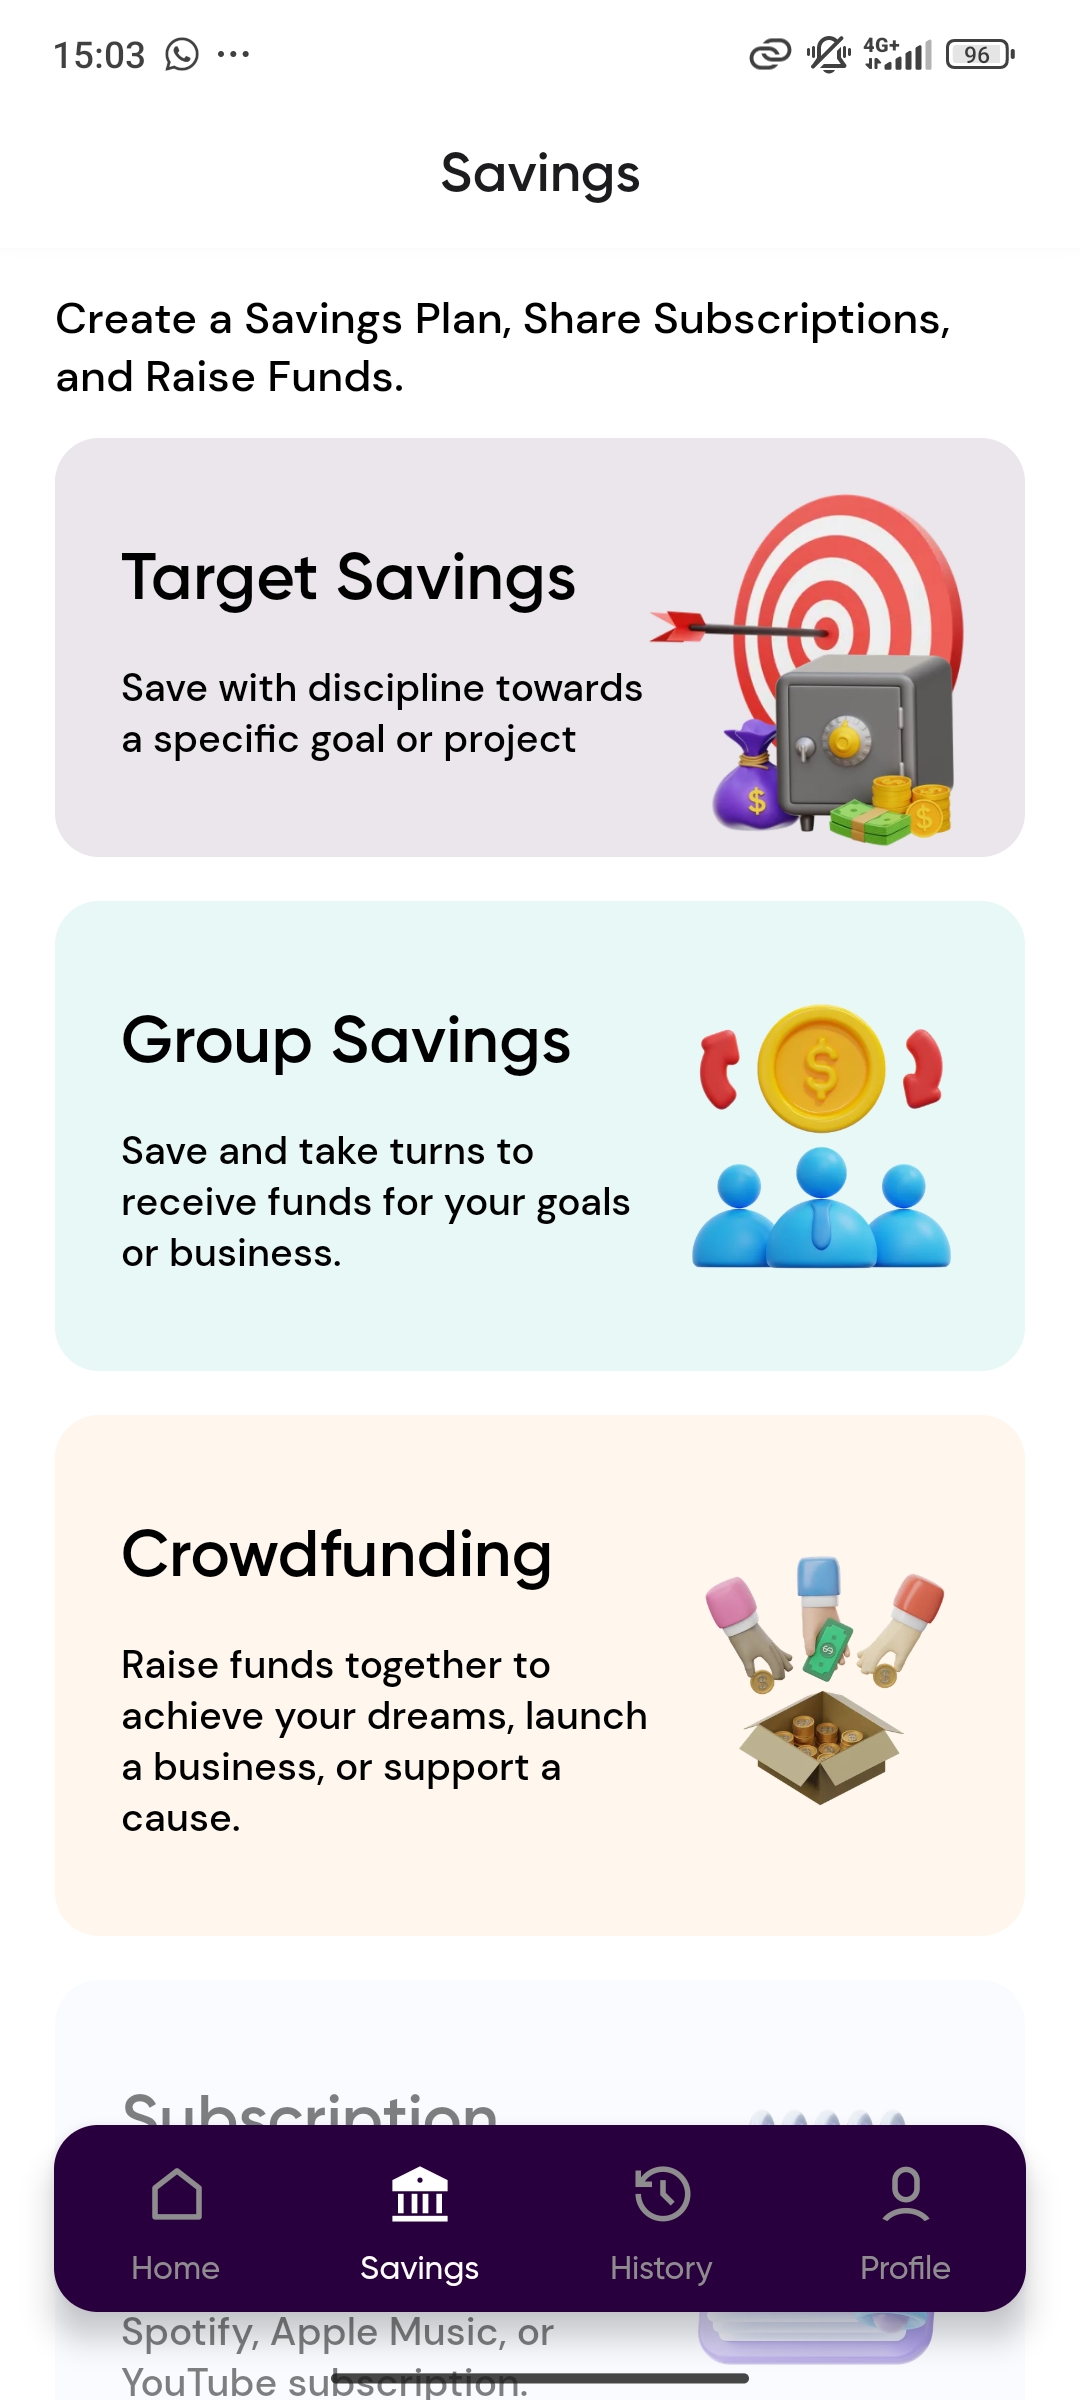 15:03
4G+
96
Savings
Create a Savings Plan, Share Subscriptions,
and Raise Funds.
Target Savings
Save with discipline towards
a specific goal or project
Group Savings
Save and take turns to
receive funds for your goals
or business.
Crowdfunding
Raise funds together to
achieve your dreams, launch
a business, or support a
cause.
Subscription
Home
Savings
History
Profile
Spotify, Apple Music, or
YouTube subscription.